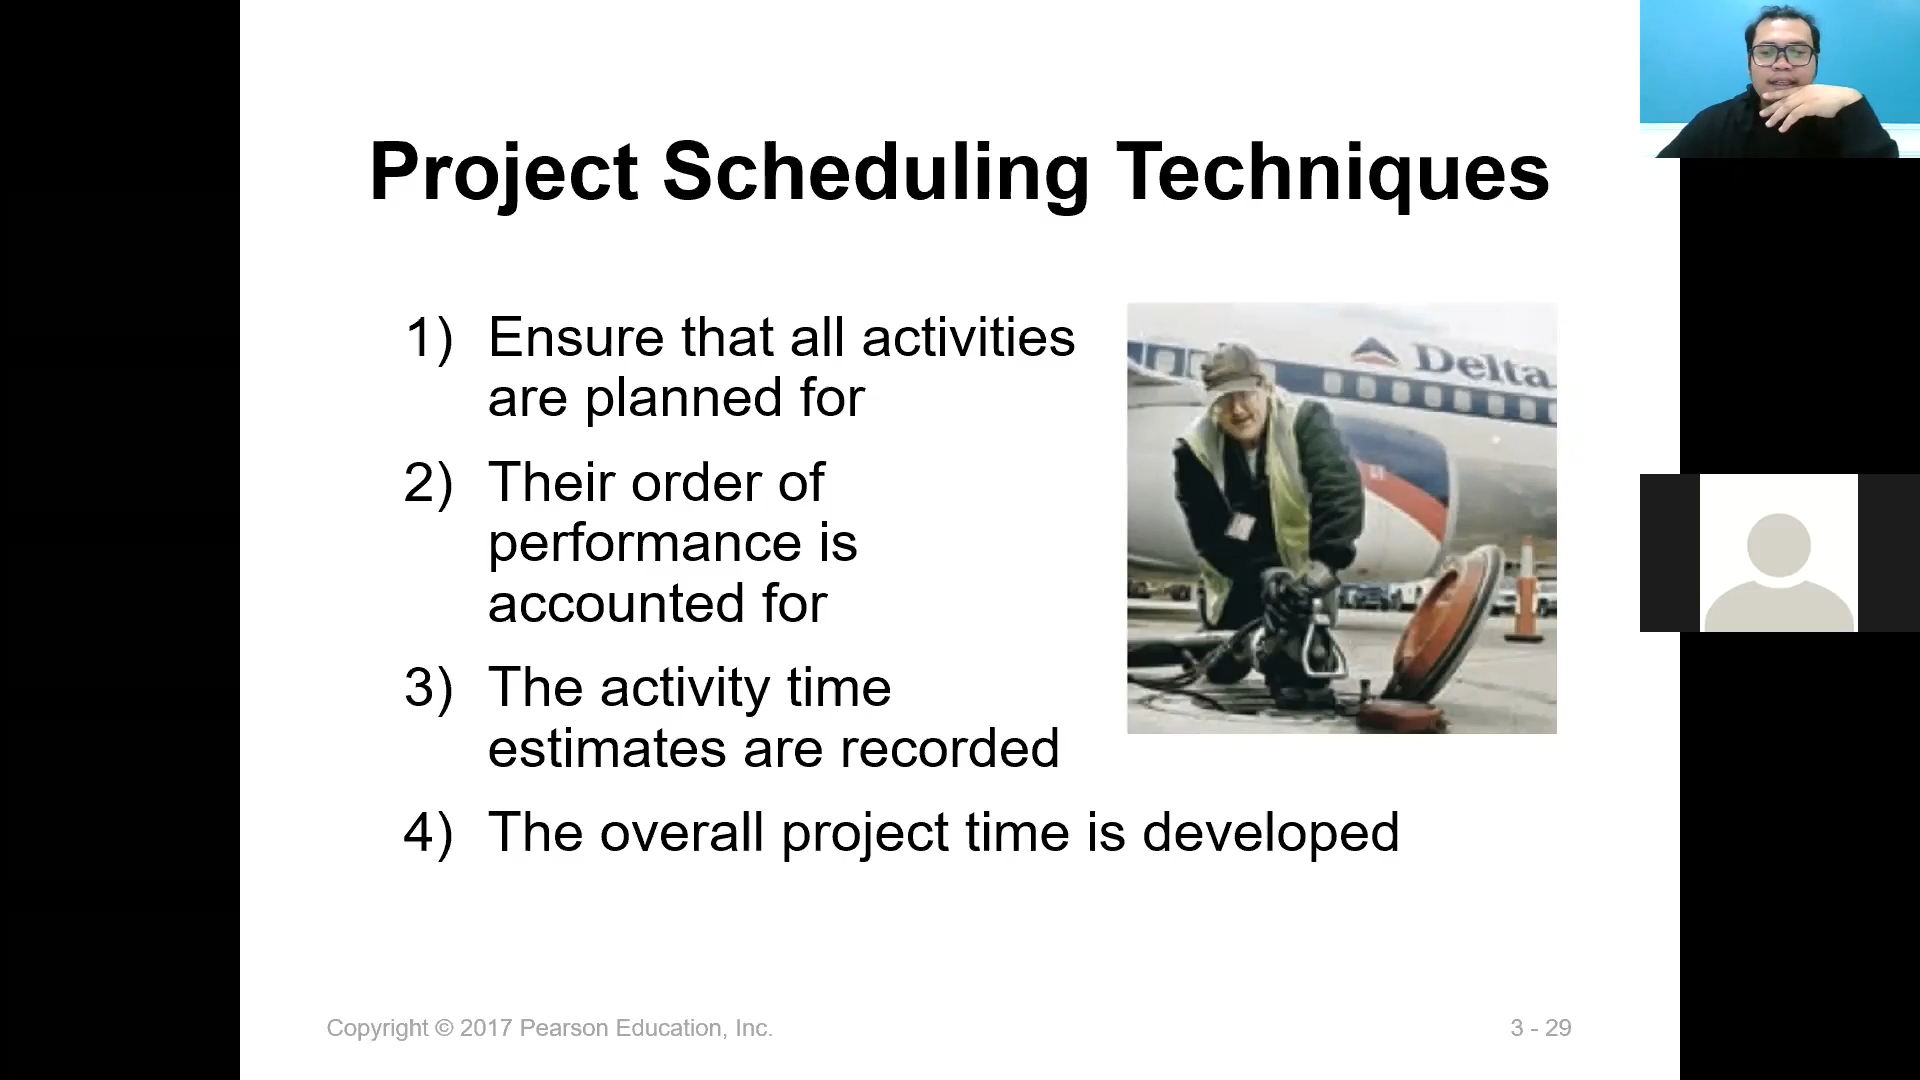 Project Scheduling Techniques
1) Ensure that all activities
are planned for
Delta
2) Their order of
performance is
accounted for
3) The activity time
estimates are recorded
4) The overall project time is developed
Copyright © 2017 Pearson Education, Inc.
3 - 29